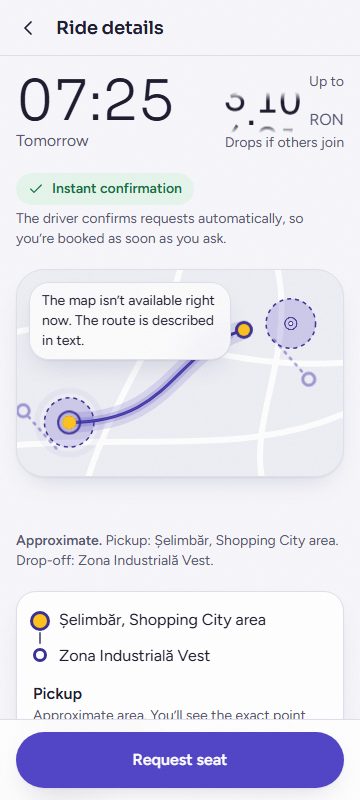 Ride details
07:25
Up to
RON
Tomorrow
Drops if others join
Instant confirmation
The driver confirms requests automatically, so
you're booked as soon as you ask.
The map isn't available right
now. The route is described
in text.
Approximate. Pickup: Șelimbăr, Shopping City area.
Drop-off: Zona Industrială Vest.
Șelimbăr, Shopping City area
Zona Industrială Vest
Pickup
Approximate area. You'll see the exact point
Request seat